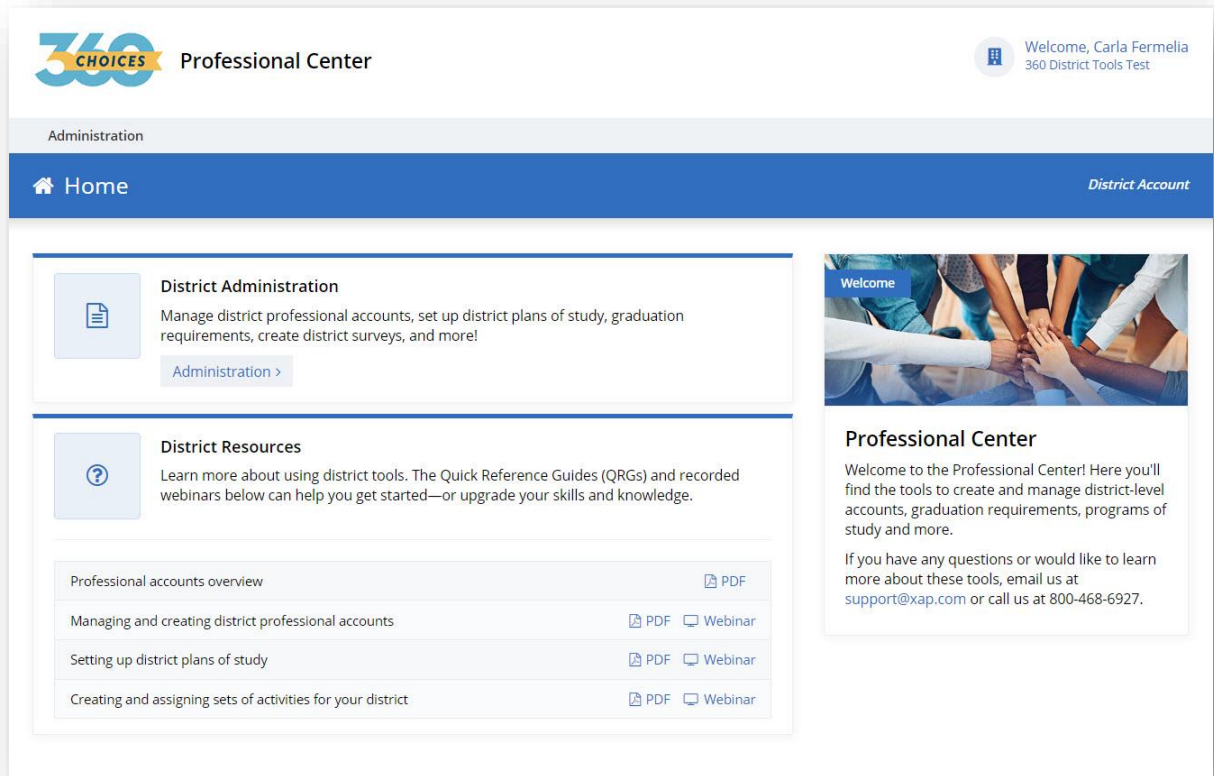 360
CHOICES
Professional Center
Welcome, Carla Fermelia
360 District Tools Test
Administration
Home
District Account
District Administration
Manage district professional accounts, set up district plans of study, graduation
requirements, create district surveys, and more!
Administration >
District Resources
Learn more about using district tools. The Quick Reference Guides (QRGs) and recorded
webinars below can help you get started—or upgrade your skills and knowledge.
Professional accounts overview PDF
Managing and creating district professional accounts PDF Webinar
Setting up district plans of study PDF Webinar
Creating and assigning sets of activities for your district PDF Webinar
Welcome
Professional Center
Welcome to the Professional Center! Here you'll
find the tools to create and manage district-level
accounts, graduation requirements, programs of
study and more.
If you have any questions or would like to learn
more about these tools, email us at
support@xap.com or call us at 800-468-6927.